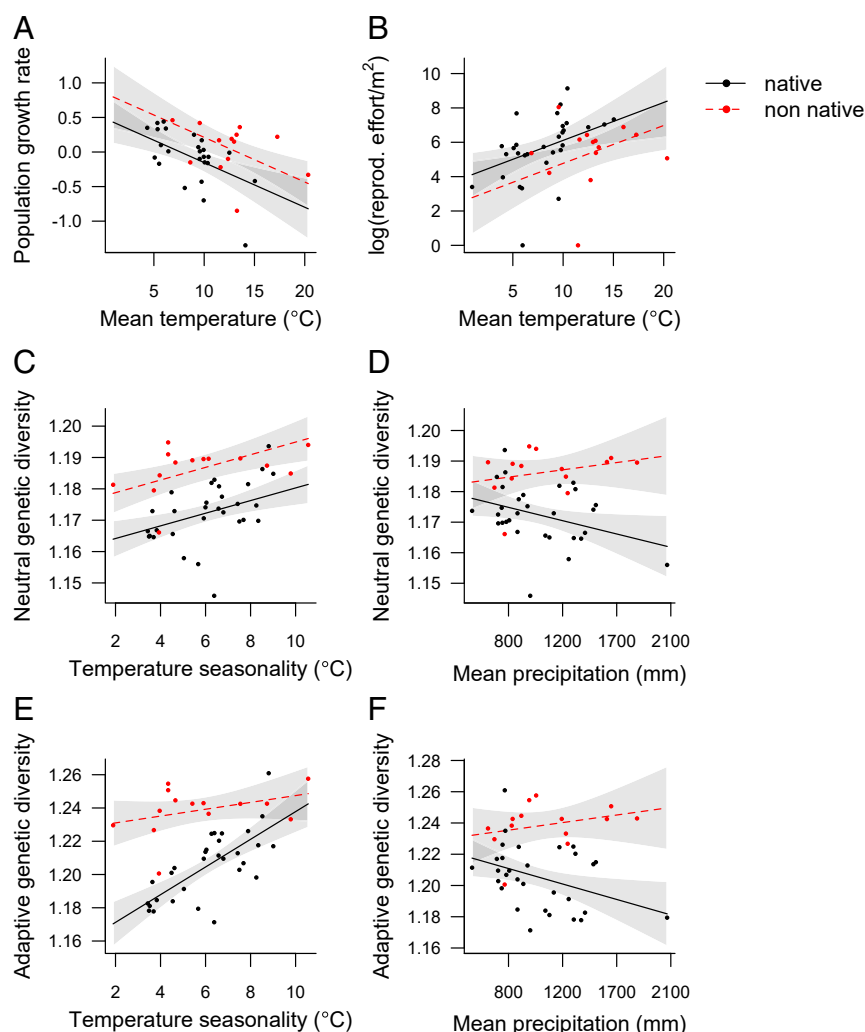 A
Population growth rate
1.0
0.5
0.0
-0.5
-1.0
5 10 15 20
Mean temperature (°C)
B
log(reprod. effort/m²)
10
8
6
4
2
0
5 10 15 20
Mean temperature (°C)
native
non native
C
Neutral genetic diversity
1.20
1.19
1.18
1.17
1.16
1.15
2 4 6 8 10
Temperature seasonality (°C)
D
Neutral genetic diversity
1.20
1.19
1.18
1.17
1.16
1.15
800 1200 1700 2100
Mean precipitation (mm)
E
Adaptive genetic diversity
1.26
1.24
1.22
1.20
1.18
1.16
2 4 6 8 10
Temperature seasonality (°C)
F
Adaptive genetic diversity
1.28
1.26
1.24
1.22
1.20
1.18
1.16
800 1200 1700 2100
Mean precipitation (mm)